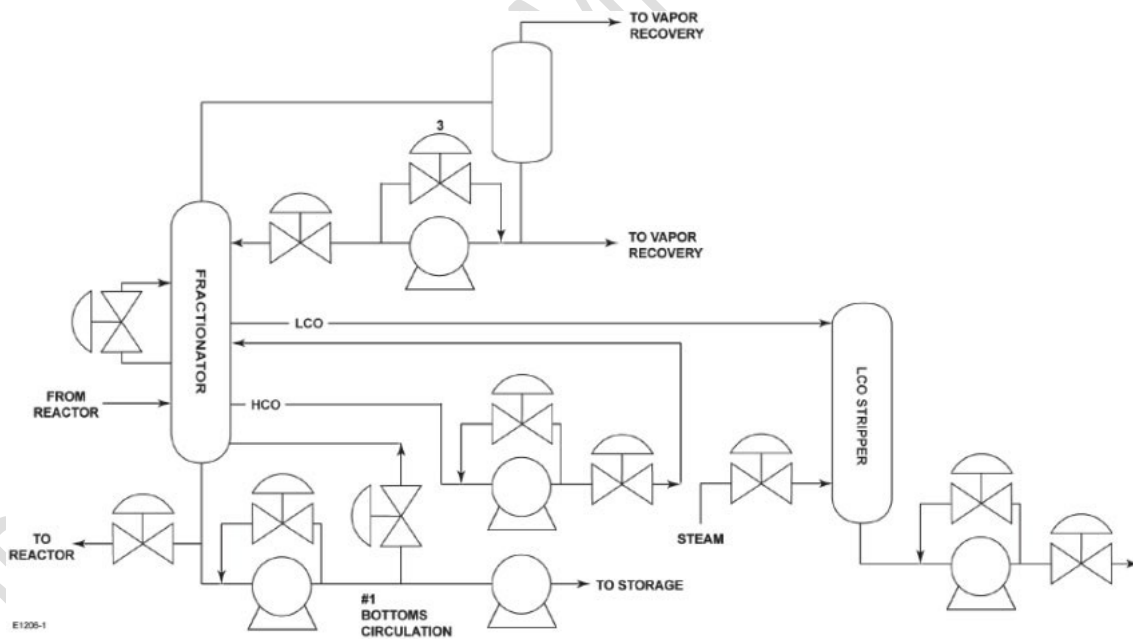 TO VAPOR
RECOVERY
3
TO VAPOR
RECOVERY
FRACTIONATOR
LCO
LCO STRIPPER
FROM
REACTOR
HCO
STEAM
TO
REACTOR
TO STORAGE
#1
BOTTOMS
CIRCULATION
E1206-1